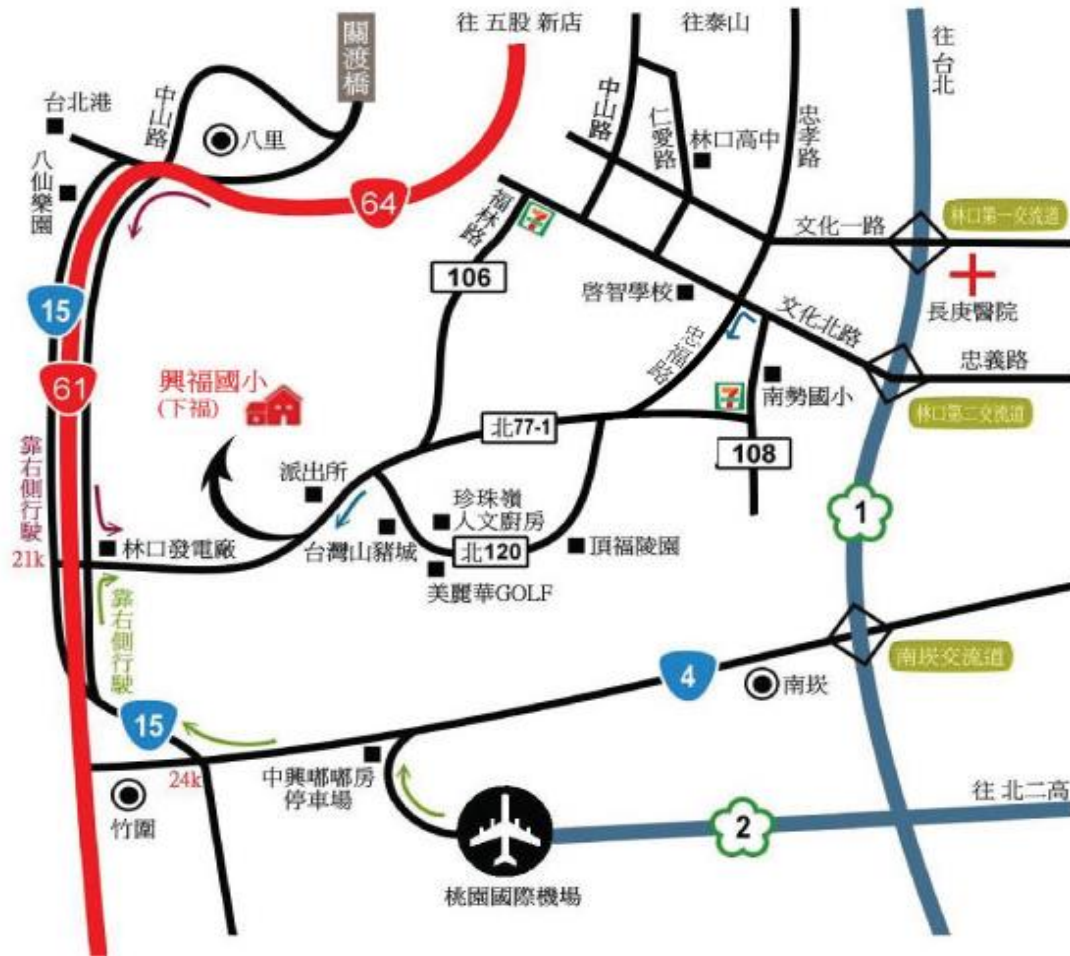 往 五股 新店
往泰山
往台北
關渡橋
台北港
中山路
八里
八仙樂園
64
中山路
仁愛路
林口高中
忠孝路
福林路
7
林口第一交流道
文化一路
長庚醫院
106
啓智學校
文化北路
忠義路
15
忠福路
61
興福國小
(下福)
7
南勢國小
林口第二交流道
北77-1
108
派出所
珍珠嶺
人文廚房
1
靠右側行駛
21k
林口發電廠
台灣山豬城
北120
頂福陵園
美麗華GOLF
靠右側行駛
南崁交流道
4
南崁
15
24k
中興嘟嘟房
停車場
竹圍
2
往 北二高
桃園國際機場